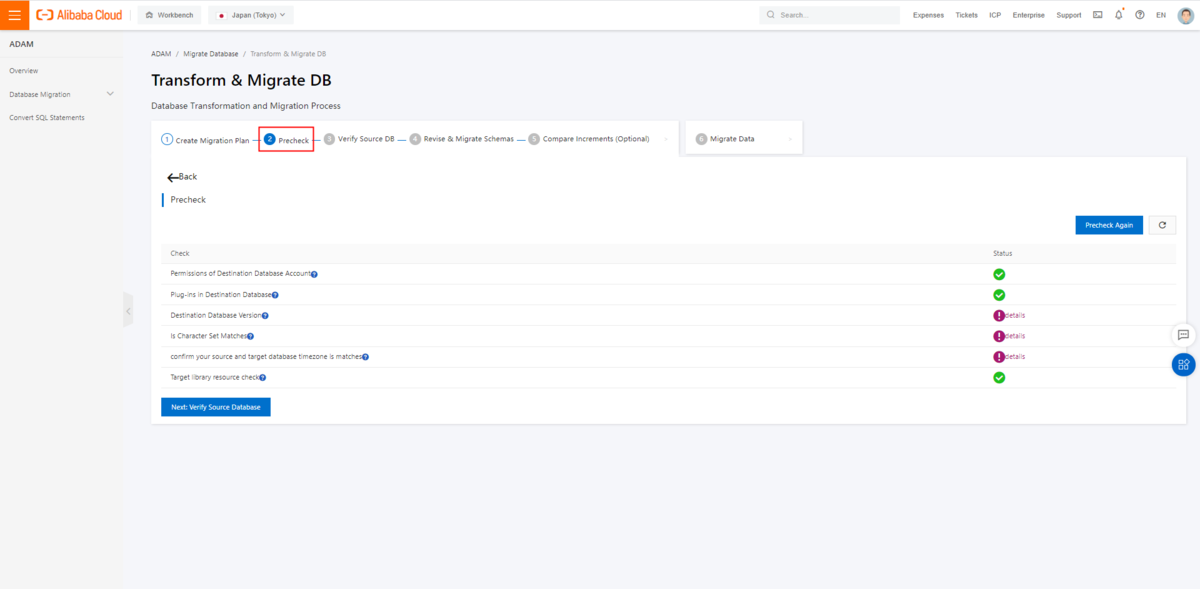 Alibaba Cloud
Workbench
Japan (Tokyo)
Search...
Expenses Tickets ICP Enterprise Support EN
ADAM
Overview
Database Migration
Convert SQL Statements
ADAM / Migrate Database / Transform & Migrate DB
Transform & Migrate DB
Database Transformation and Migration Process
1 Create Migration Plan 2 Precheck 3 Verify Source DB 4 Revise & Migrate Schemas 5 Compare Increments (Optional) 6 Migrate Data
Back
Precheck
Precheck Again
Check Status
Permissions of Destination Database Account
Plug-ins in Destination Database
Destination Database Version details
Is Character Set Matches details
confirm your source and target database timezone is matches details
Target library resource check
Next: Verify Source Database